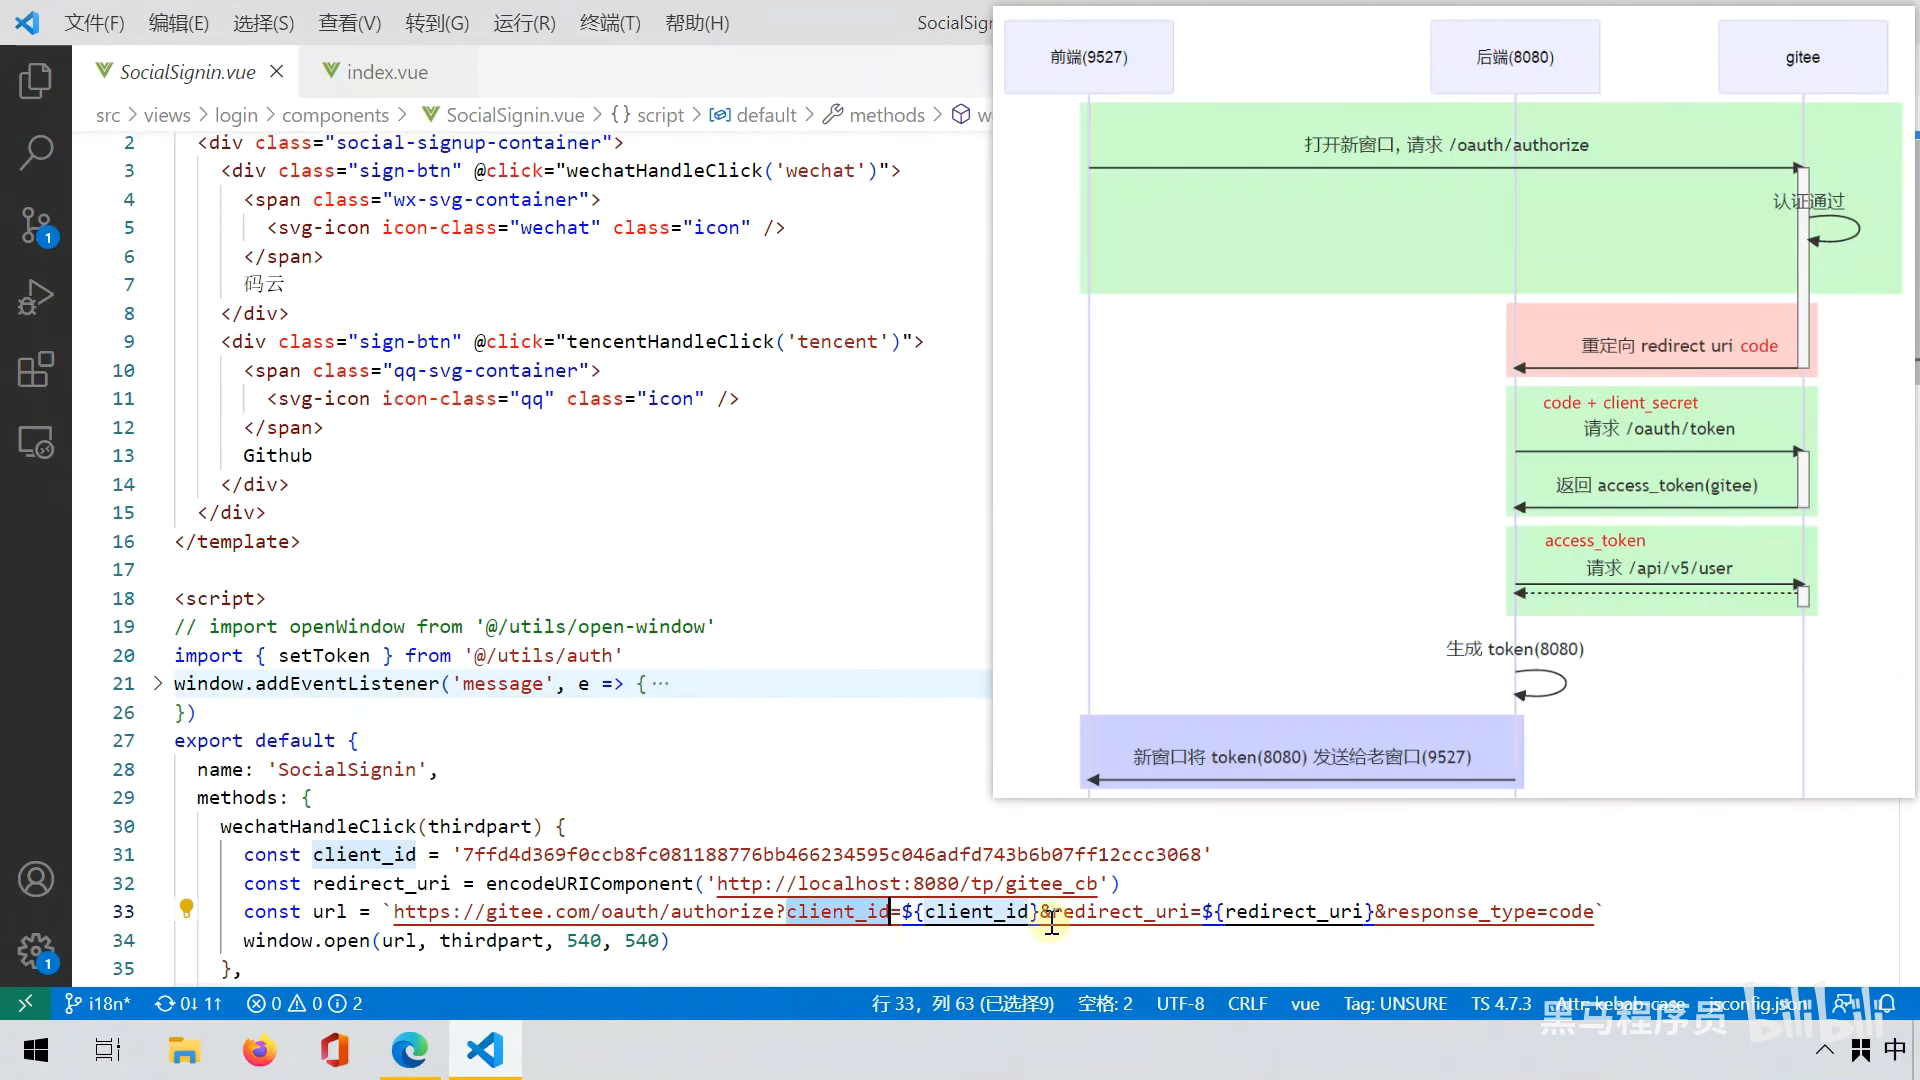 文件(F) 编辑(E) 选择(S) 查看(V) 转到(G) 运行(R) 终端(T) 帮助(H) SocialSign
SocialSignin.vue index.vue
src > views > login > components > SocialSignin.vue > {} script > default > methods >
2 <div class="social-signup-container">
3 <div class="sign-btn" @click="wechatHandleClick('wechat')">
4 <span class="wx-svg-container">
5 <svg-icon icon-class="wechat" class="icon" />
6 </span>
7 码云
8 </div>
9 <div class="sign-btn" @click="tencentHandleClick('tencent')">
10 <span class="qq-svg-container">
11 <svg-icon icon-class="qq" class="icon" />
12 </span>
13 Github
14 </div>
15 </div>
16 </template>
17
18 <script>
19 // import openWindow from '@/utils/open-window'
20 import { setToken } from '@/utils/auth'
21 window.addEventListener('message', e => {···
26 })
27 export default {
28 name: 'SocialSignin',
29 methods: {
30 wechatHandleClick(thirdpart) {
31 const client_id = '7ffd4d369f0ccb8fc081188776bb466234595c046adfd743b6b07ff12ccc3068'
32 const redirect_uri = encodeURIComponent('http://localhost:8080/tp/gitee_cb')
33 const url = `https://gitee.com/oauth/authorize?client_id=${client_id}&redirect_uri=${redirect_uri}&response_type=code`
34 window.open(url, thirdpart, 540, 540)
35 },
前端(9527) 后端(8080) gitee
打开新窗口, 请求 /oauth/authorize
认证通过
重定向 redirect uri code
code + client_secret
请求 /oauth/token
返回 access_token(gitee)
access_token
请求 /api/v5/user
生成 token(8080)
新窗口将 token(8080) 发送给老窗口(9527)
1
1
i18n* 0↓ 1↑ 0 0 2 行 33，列 63 (已选择9) 空格: 2 UTF-8 CRLF vue Tag: UNSURE TS 4.7.3 Attr: kebab-case jsconfig.json
黑马程序员 bilibili
中